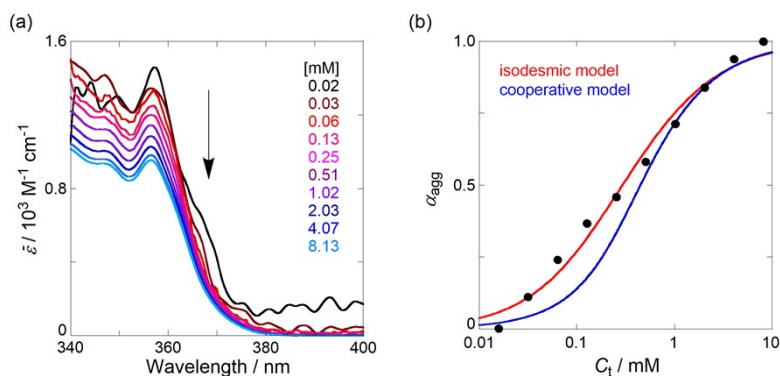 (a)
1.6
0.8
0
ε̄ / 10³ M⁻¹ cm⁻¹
340
360
380
400
Wavelength / nm
[mM]
0.02
0.03
0.06
0.13
0.25
0.51
1.02
2.03
4.07
8.13
(b)
1.0
0.5
0
α_agg
isodesmic model
cooperative model
0.01
0.1
1
10
C_t / mM